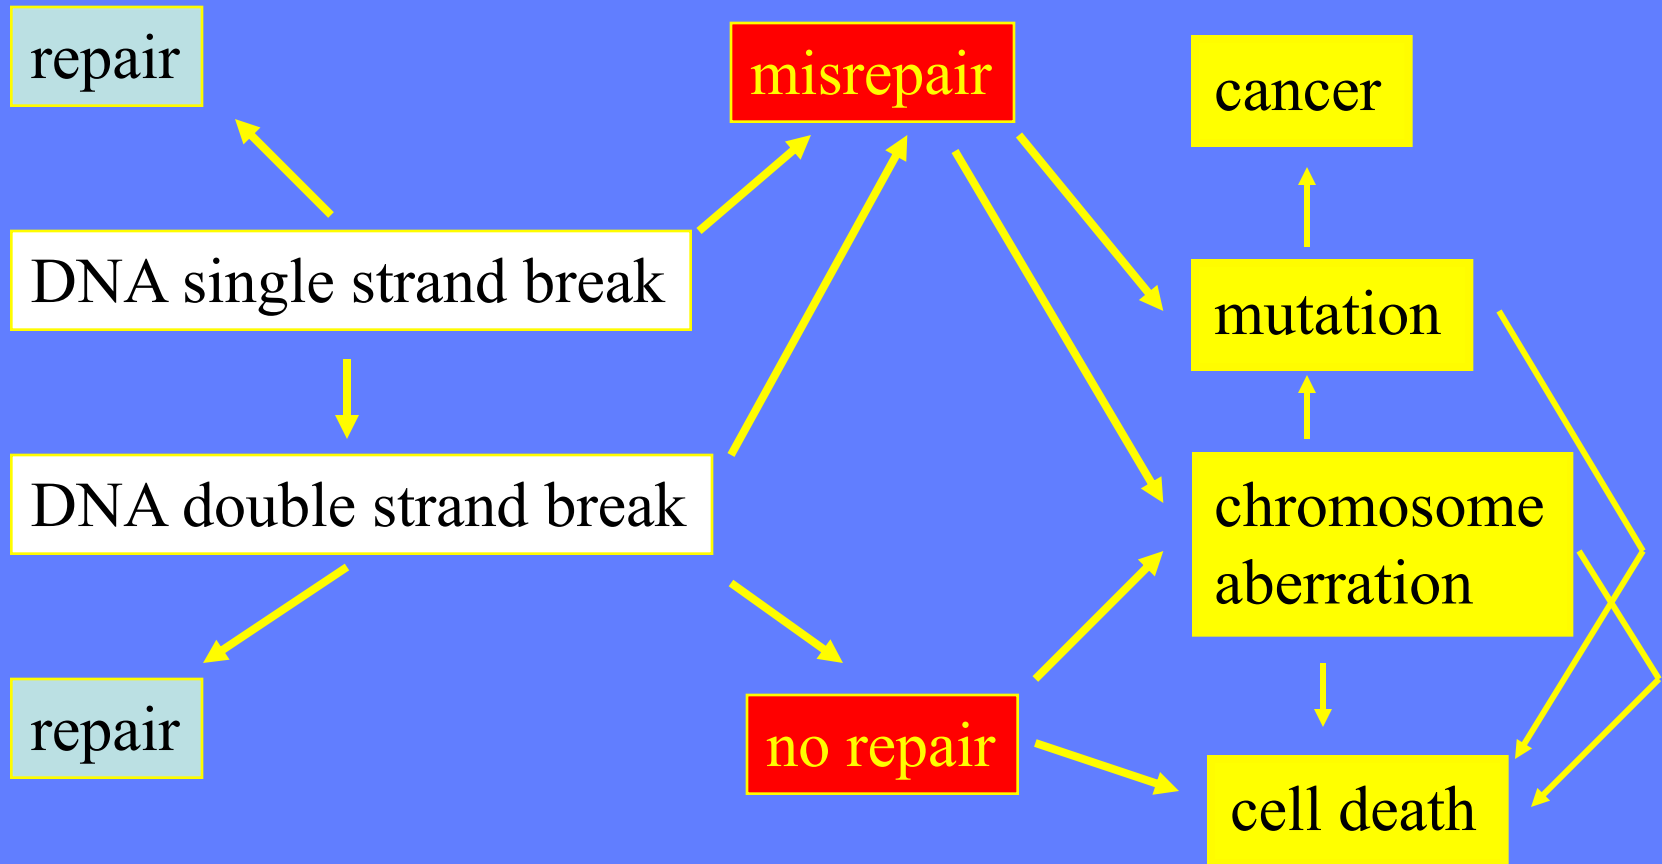 repair
misrepair
cancer
DNA single strand break
mutation
DNA double strand break
chromosome
aberration
repair
no repair
cell death